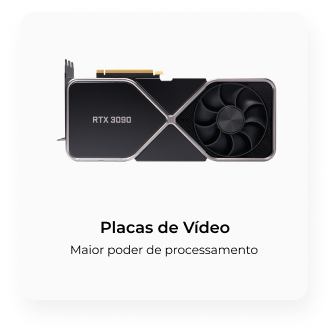 RTX 3090
Placas de Vídeo
Maior poder de processamento